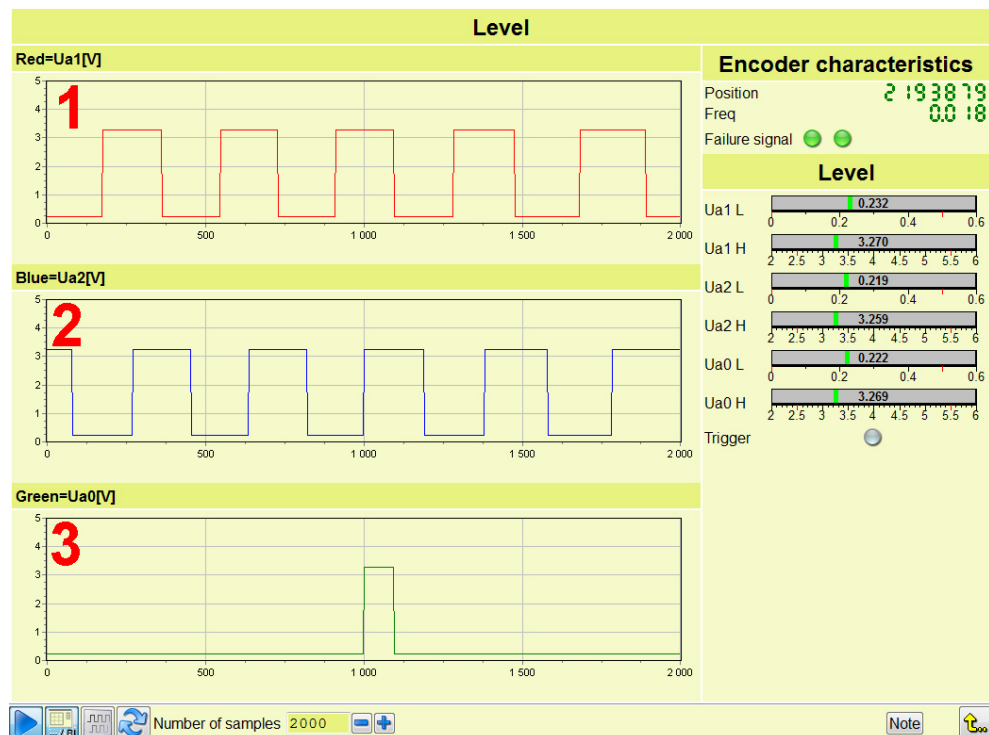 Level
Red=Ua1[V]
1
5
4
3
2
1
0
0 500 1 000 1 500 2 000
Blue=Ua2[V]
2
5
4
3
2
1
0
0 500 1 000 1 500 2 000
Green=Ua0[V]
3
5
4
3
2
1
0
0 500 1 000 1 500 2 000
Encoder characteristics
Position 2193879
Freq 0.018
Failure signal
Level
Ua1 L 0.232
0 0.2 0.4 0.6
Ua1 H 3.270
2 2.5 3 3.5 4 4.5 5 5.5 6
Ua2 L 0.219
0 0.2 0.4 0.6
Ua2 H 3.259
2 2.5 3 3.5 4 4.5 5 5.5 6
Ua0 L 0.222
0 0.2 0.4 0.6
Ua0 H 3.269
2 2.5 3 3.5 4 4.5 5 5.5 6
Trigger
Number of samples 2000
Note